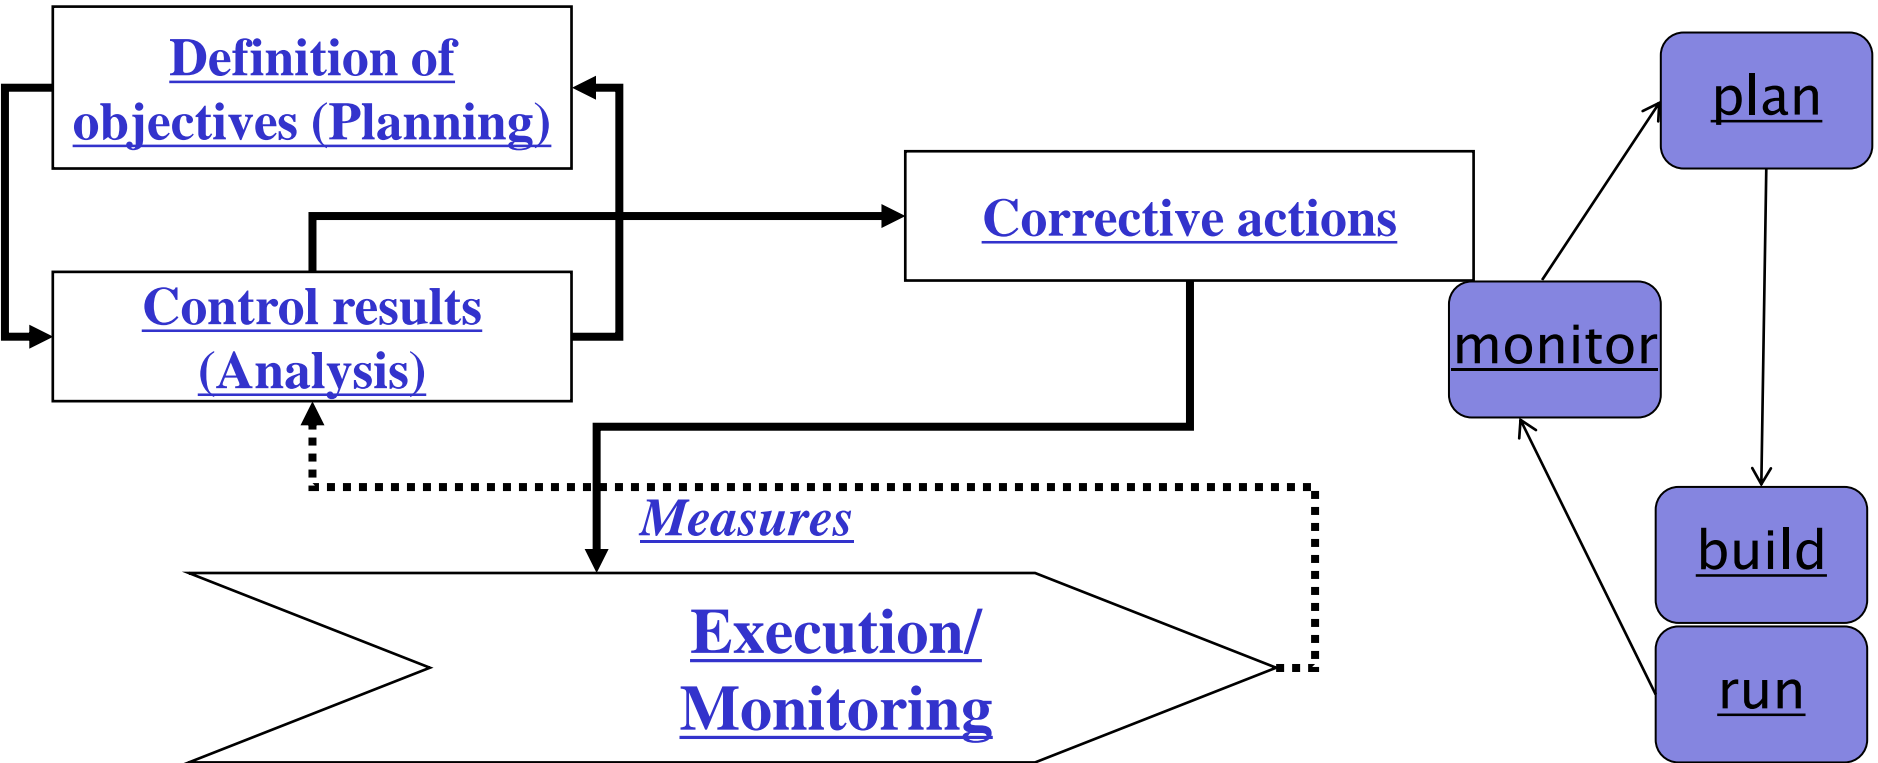 Definition of
objectives (Planning)
Control results
(Analysis)
Corrective actions
Measures
Execution/
Monitoring
plan
monitor
build
run